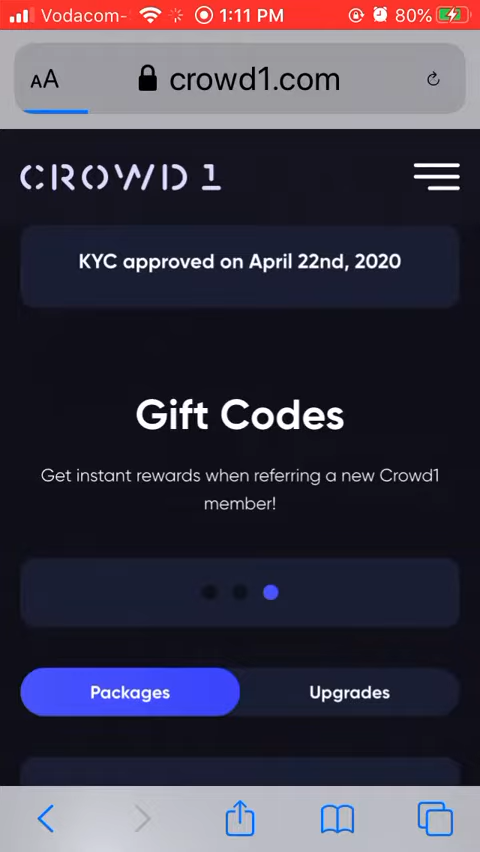 Vodacom- 1:11 PM 80%
AA crowd1.com
CROWD 1
KYC approved on April 22nd, 2020
Gift Codes
Get instant rewards when referring a new Crowd1
member!
Packages Upgrades